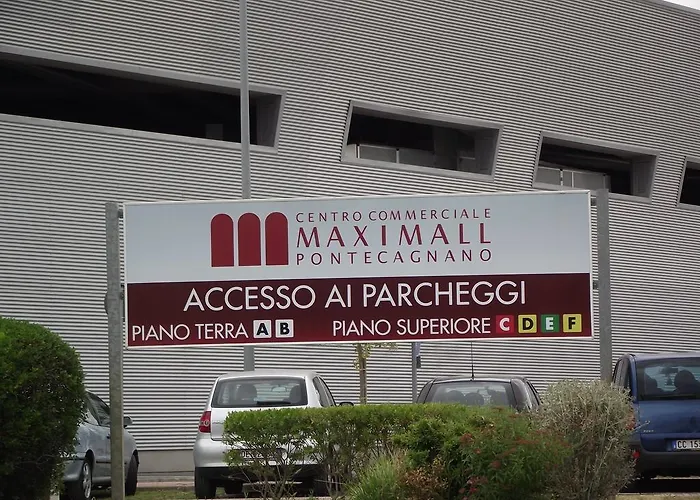 CENTRO COMMERCIALE
MAXIMALL
PONTECAGNANO
ACCESSO AI PARCHEGGI
PIANO TERRA A B
PIANO SUPERIORE C D E F